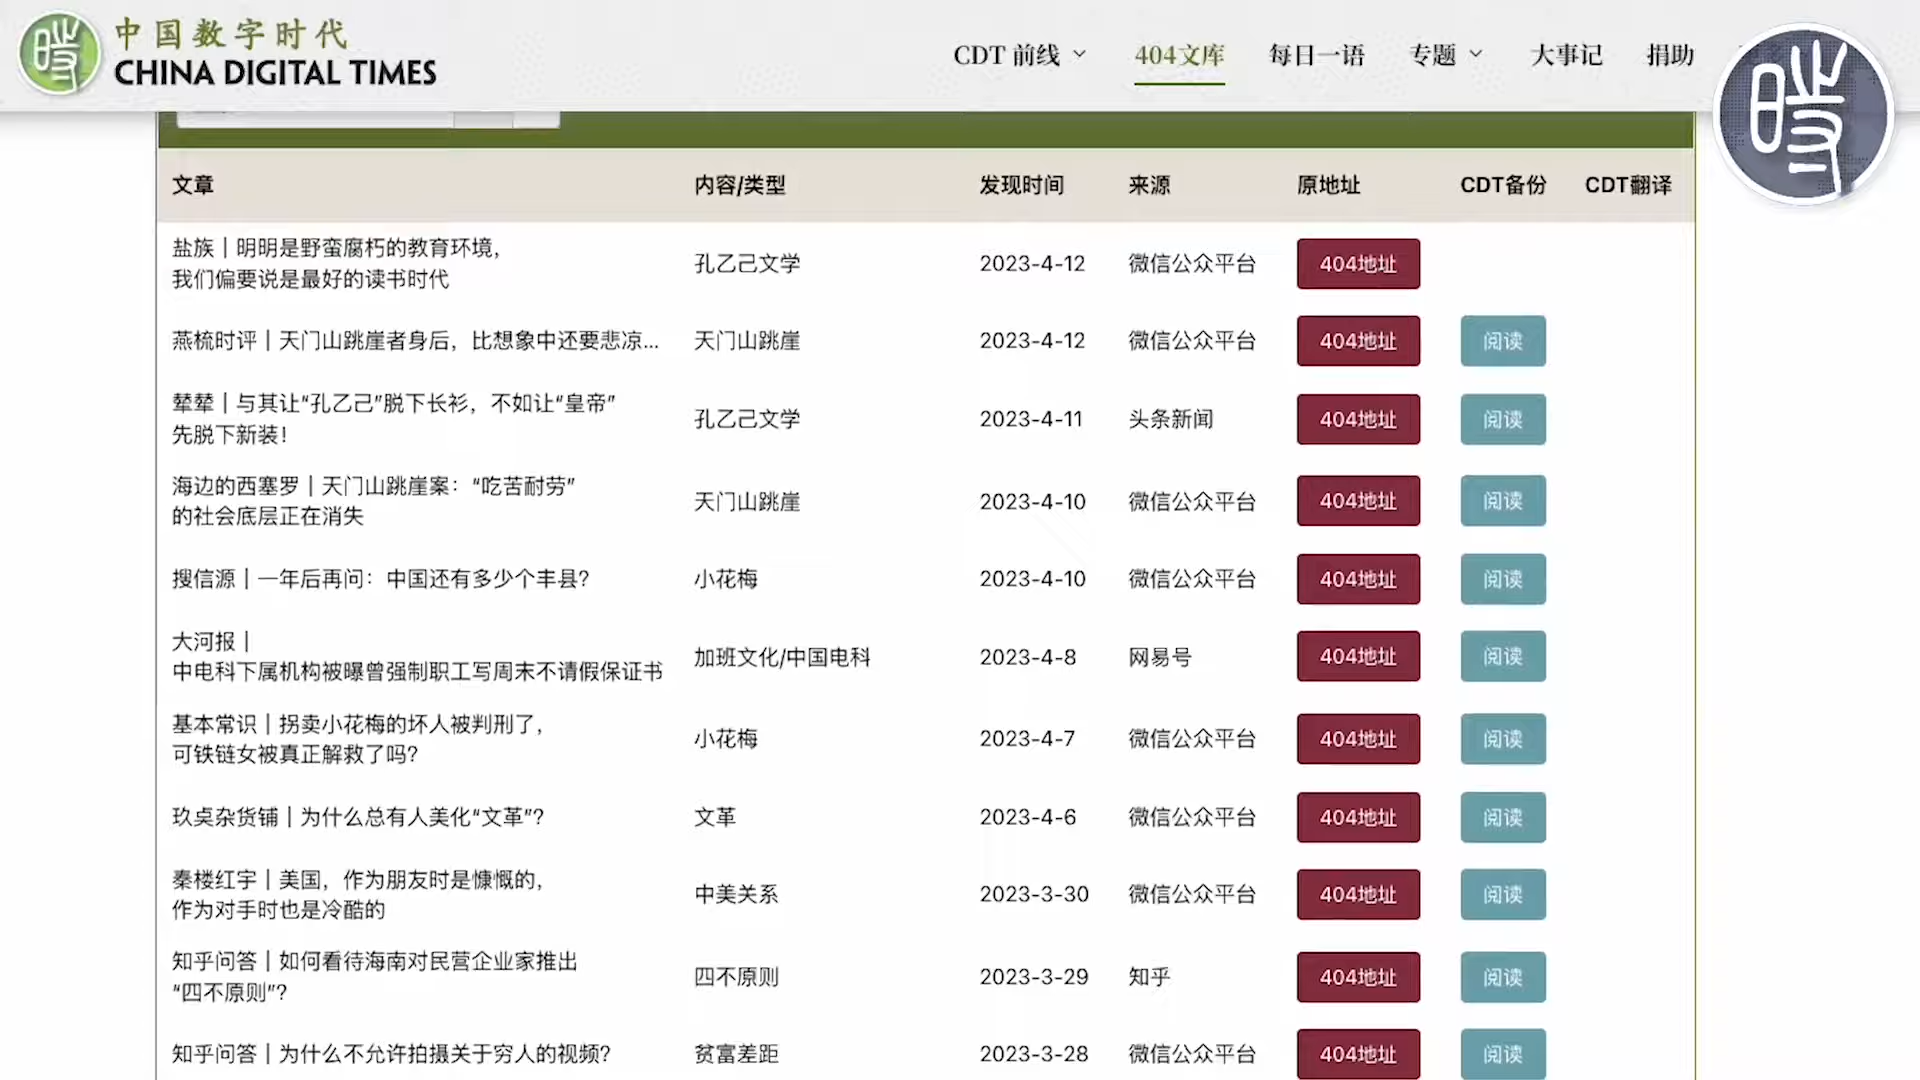 中国数字时代
CHINA DIGITAL TIMES
CDT 前线 404文库 每日一语 专题 大事记 捐助
文章 内容/类型 发现时间 来源 原地址 CDT备份 CDT翻译
盐族｜明明是野蛮腐朽的教育环境，
我们偏要说是最好的读书时代
孔乙己文学 2023-4-12 微信公众平台 404地址
燕梳时评｜天门山跳崖者身后，比想象中还要悲凉... 天门山跳崖 2023-4-12 微信公众平台 404地址 阅读
辇辇｜与其让“孔乙己”脱下长衫，不如让“皇帝”
先脱下新装！
孔乙己文学 2023-4-11 头条新闻 404地址 阅读
海边的西塞罗｜天门山跳崖案：“吃苦耐劳”
的社会底层正在消失
天门山跳崖 2023-4-10 微信公众平台 404地址 阅读
搜信源｜一年后再问：中国还有多少个丰县？ 小花梅 2023-4-10 微信公众平台 404地址 阅读
大河报｜
中电科下属机构被曝曾强制职工写周末不请假保证书
加班文化/中国电科 2023-4-8 网易号 404地址 阅读
基本常识｜拐卖小花梅的坏人被判刑了，
可铁链女被真正解救了吗？
小花梅 2023-4-7 微信公众平台 404地址 阅读
玖奌杂货铺｜为什么总有人美化“文革”？ 文革 2023-4-6 微信公众平台 404地址 阅读
秦楼红宇｜美国，作为朋友时是慷慨的，
作为对手时也是冷酷的
中美关系 2023-3-30 微信公众平台 404地址 阅读
知乎问答｜如何看待海南对民营企业家推出
“四不原则”？
四不原则 2023-3-29 知乎 404地址 阅读
知乎问答｜为什么不允许拍摄关于穷人的视频？ 贫富差距 2023-3-28 微信公众平台 404地址 阅读